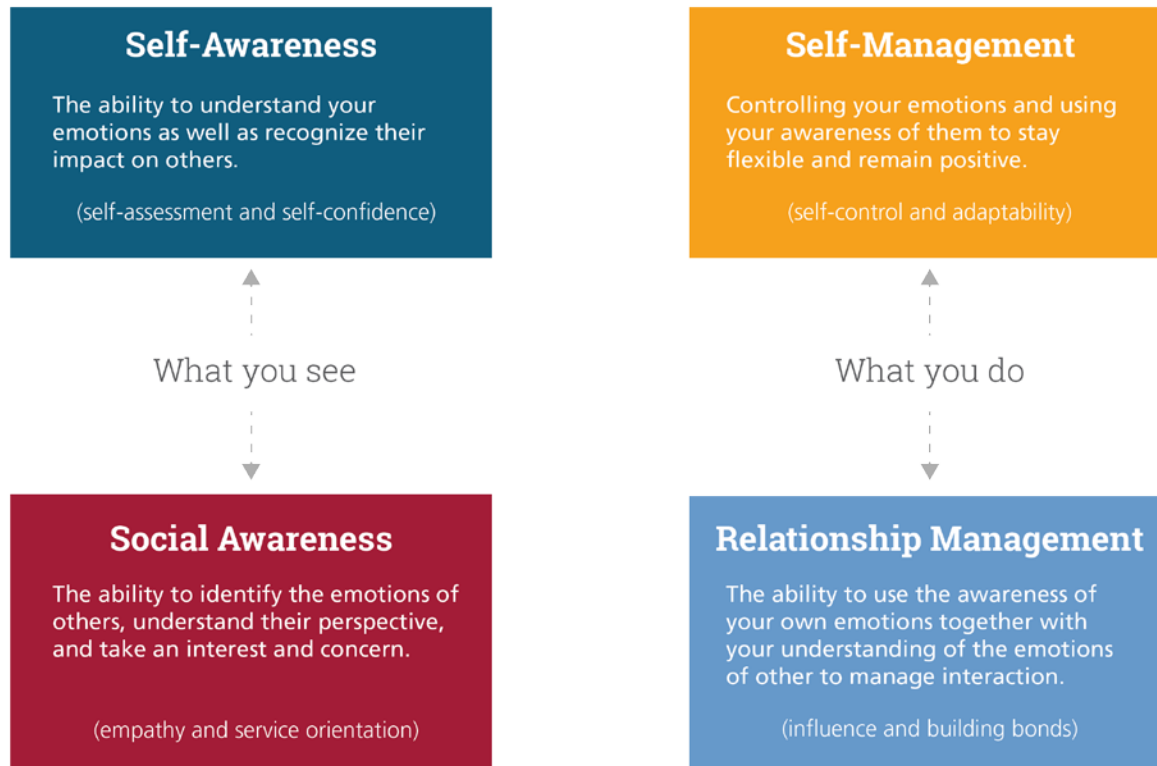 Self-Awareness
The ability to understand your
emotions as well as recognize their
impact on others.
(self-assessment and self-confidence)
Self-Management
Controlling your emotions and using
your awareness of them to stay
flexible and remain positive.
(self-control and adaptability)
What you see
What you do
Social Awareness
The ability to identify the emotions of
others, understand their perspective,
and take an interest and concern.
(empathy and service orientation)
Relationship Management
The ability to use the awareness of
your own emotions together with
your understanding of the emotions
of other to manage interaction.
(influence and building bonds)